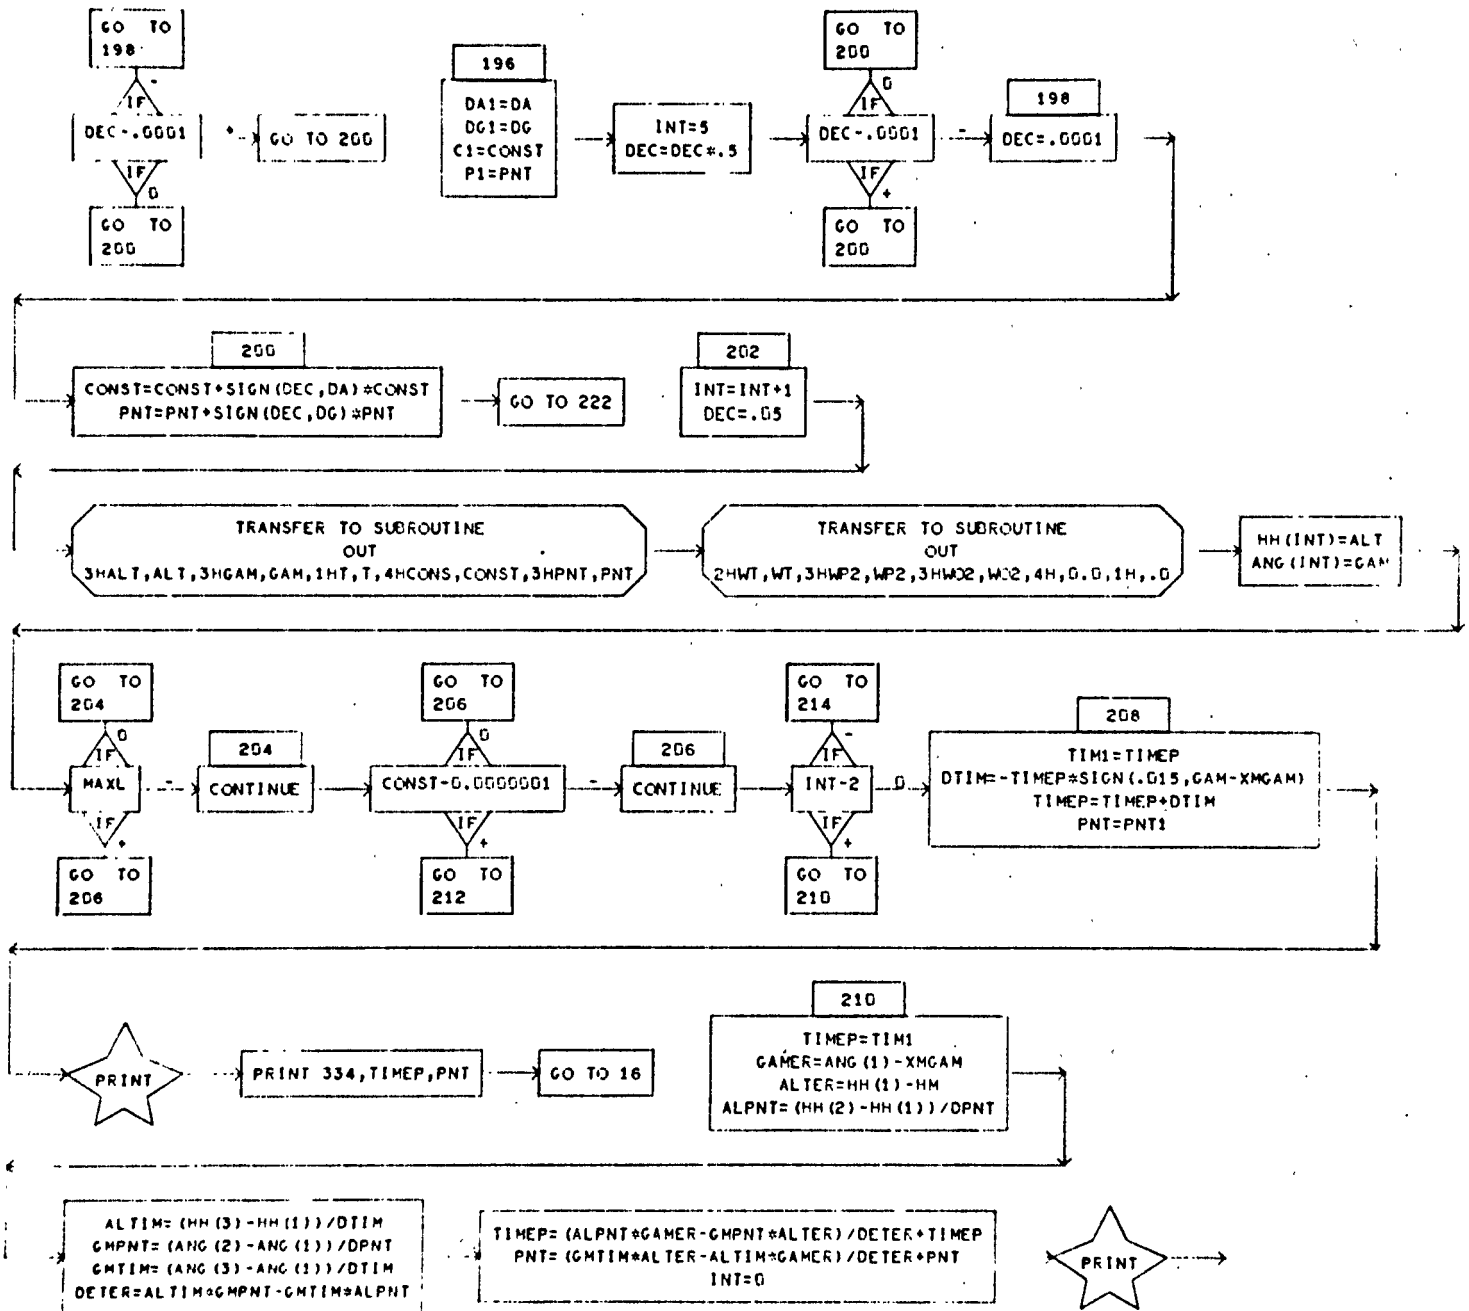 GO TO
198
-
IF
DEC-.0001
+
GO TO 200
IF
0
GO TO
200
196
DA1=DA
DG1=DG
C1=CONST
P1=PNT
INT=5
DEC=DEC*.5
GO TO
200
0
IF
DEC-.0001
-
IF
+
GO TO
200
198
DEC=.0001
200
CONST=CONST+SIGN(DEC,DA)*CONST
PNT=PNT+SIGN(DEC,DG)*PNT
GO TO 222
202
INT=INT+1
DEC=.05
TRANSFER TO SUBROUTINE
OUT
3HALT,ALT,3HGAM,GAM,1HT,T,4HCONS,CONST,3HPNT,PNT
TRANSFER TO SUBROUTINE
OUT
2HWT,WT,3HWP2,WP2,3HWO2,WO2,4H,0.0,1H,.0
HH(INT)=ALT
ANG(INT)=GAM
GO TO
204
0
IF
MAXL
-
IF
+
GO TO
206
204
CONTINUE
GO TO
206
0
IF
CONST-0.0000001
-
IF
+
GO TO
212
206
CONTINUE
GO TO
214
-
IF
INT-2
0
IF
+
GO TO
210
208
TIM1=TIMEP
DTIM=-TIMEP*SIGN(.015,GAM-XMGAM)
TIMEP=TIMEP+DTIM
PNT=PNT1
PRINT
PRINT 334,TIMEP,PNT
GO TO 16
210
TIMEP=TIM1
GAMER=ANG(1)-XMGAM
ALTER=HH(1)-HM
ALPNT=(HH(2)-HH(1))/DPNT
ALTIM=(HH(3)-HH(1))/DTIM
GMPNT=(ANG(2)-ANG(1))/DPNT
GMTIM=(ANG(3)-ANG(1))/DTIM
DETER=ALTIM*GMPNT-GMTIM*ALPNT
TIMEP=(ALPNT*GAMER-GMPNT*ALTER)/DETER+TIMEP
PNT=(GMTIM*ALTER-ALTIM*GAMER)/DETER+PNT
INT=0
PRINT